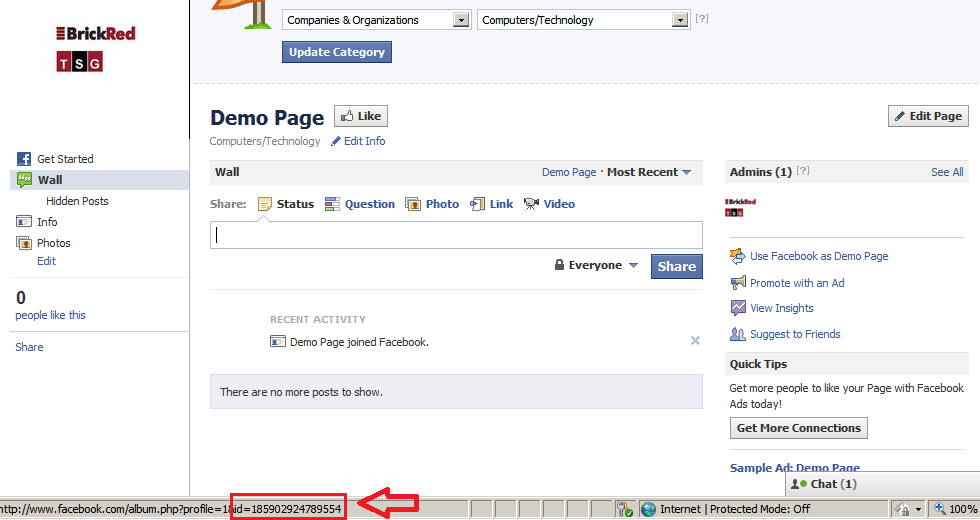 BrickRed
TSG
Companies & Organizations
Computers/Technology
[?]
Update Category
Demo Page
Like
Edit Page
Computers/Technology
Edit Info
Get Started
Wall
Hidden Posts
Info
Photos
Edit
0
people like this
Share
Wall
Demo Page · Most Recent
Share: Status Question Photo Link Video
Everyone
Share
RECENT ACTIVITY
Demo Page joined Facebook.
There are no more posts to show.
Admins (1) [?]
See All
BrickRed
Use Facebook as Demo Page
Promote with an Ad
View Insights
Suggest to Friends
Quick Tips
Get more people to like your Page with Facebook
Ads today!
Get More Connections
Sample Ad: Demo Page
Chat (1)
http://www.facebook.com/album.php?profile=1&id=185902924789554
Internet | Protected Mode: Off
100%